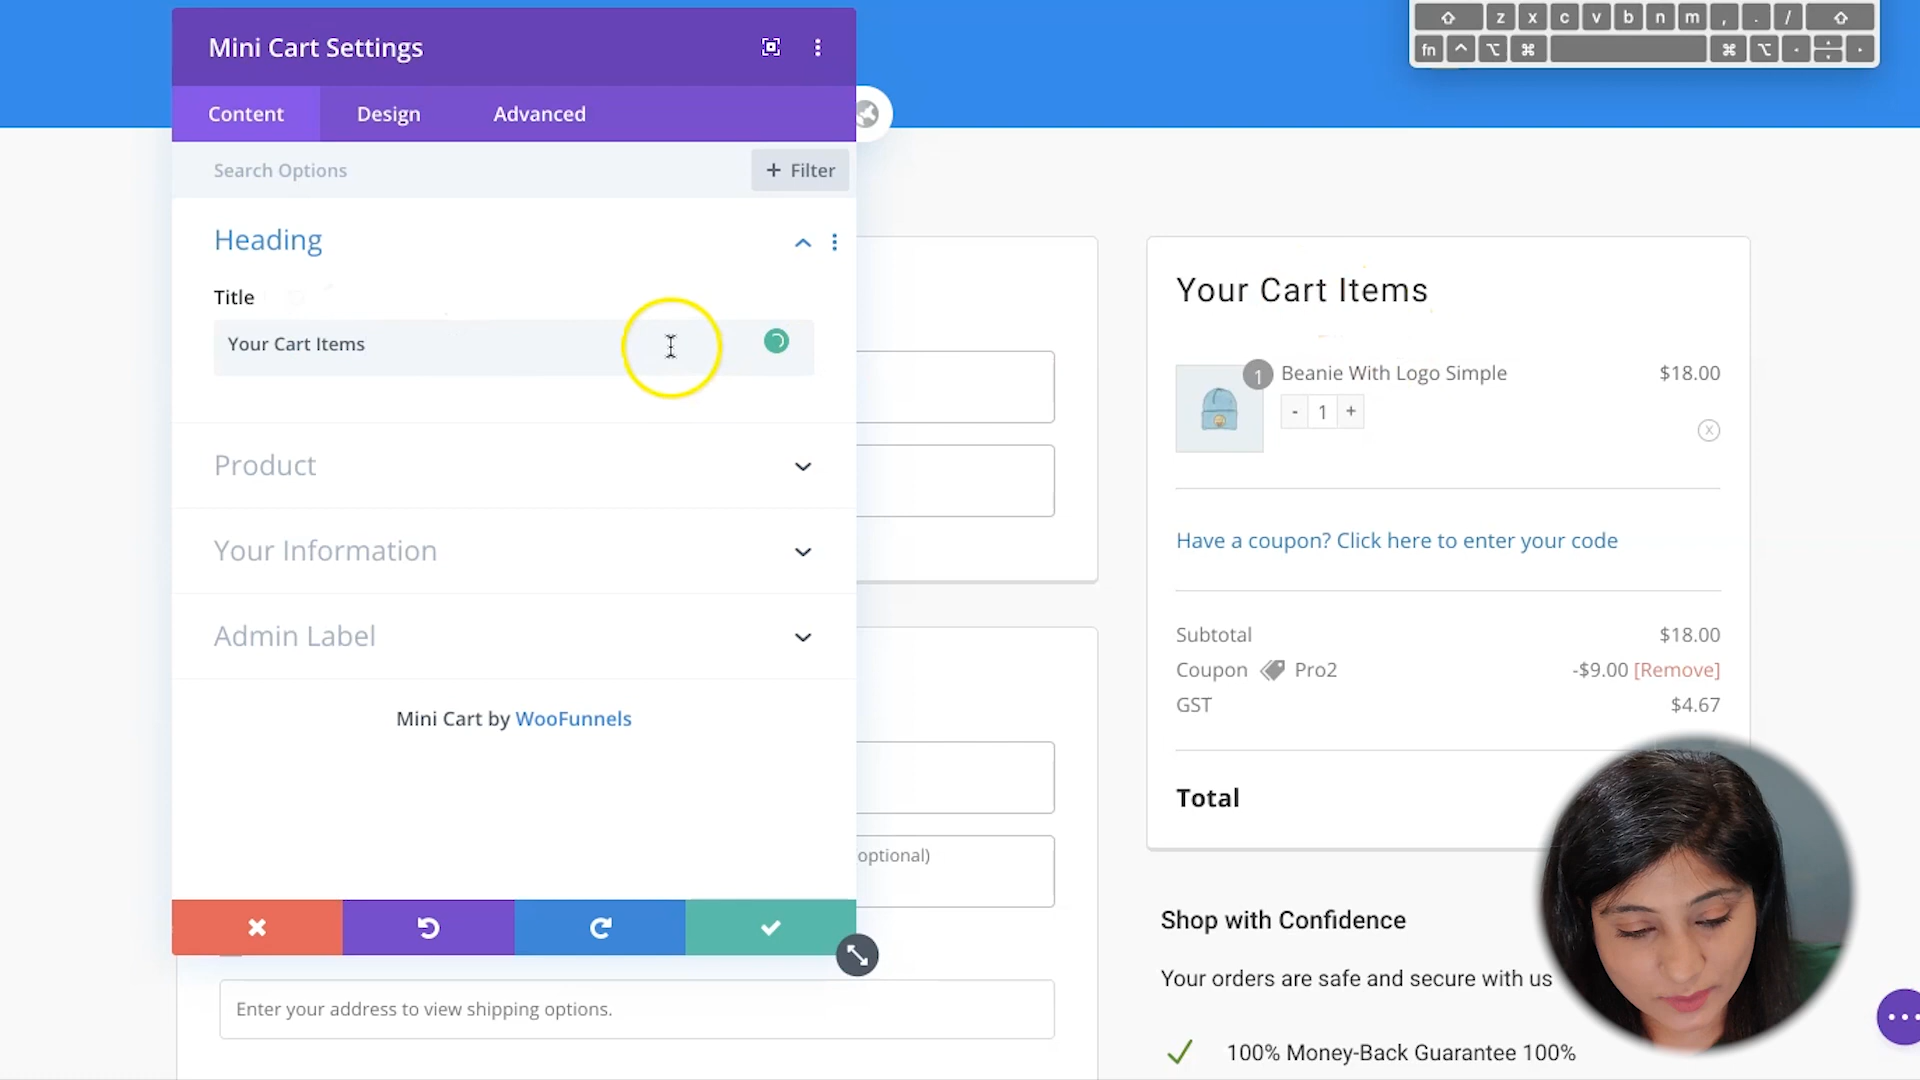 Mini Cart Settings
Content Design Advanced
Search Options
+ Filter
Heading
Title
Your Cart Items
Product
Your Information
Admin Label
Mini Cart by WooFunnels
optional)
Enter your address to view shipping options.
z x c v b n m , . /
fn
Your Cart Items
1
Beanie With Logo Simple $18.00
- 1 +
Have a coupon? Click here to enter your code
Subtotal $18.00
Coupon Pro2 -$9.00 [Remove]
GST $4.67
Total
Shop with Confidence
Your orders are safe and secure with us
100% Money-Back Guarantee 100%